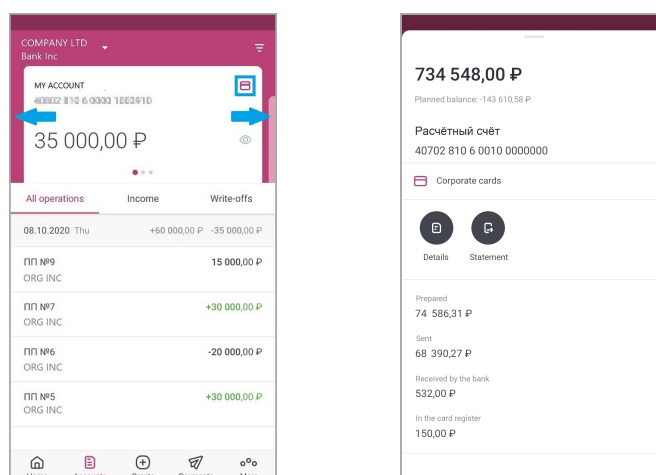 COMPANY LTD
Bank Inc
MY ACCOUNT
35 000,00 ₽
All operations Income Write-offs
08.10.2020 Thu +60 000,00 ₽ -35 000,00 ₽
ПП №9 15 000,00 ₽
ORG INC
ПП №7 +30 000,00 ₽
ORG INC
ПП №6 -20 000,00 ₽
ORG INC
ПП №5 +30 000,00 ₽
ORG INC
734 548,00 ₽
Planned balance: -143 610,58 ₽
Расчётный счёт
40702 810 6 0010 0000000
Corporate cards
Details Statement
Prepared
74 586,31 ₽
Sent
68 390,27 ₽
Received by the bank
532,00 ₽
In the card register
150,00 ₽